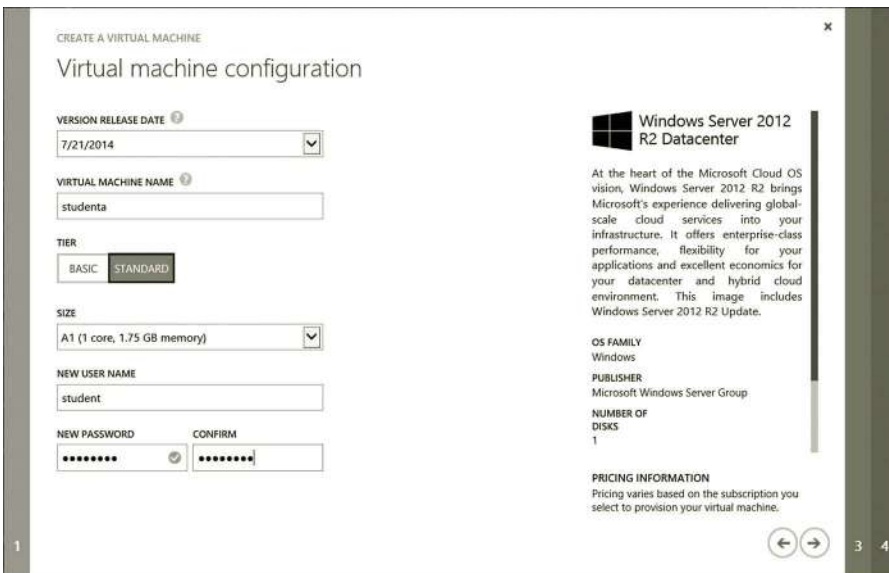 CREATE A VIRTUAL MACHINE
Virtual machine configuration
VERSION RELEASE DATE ?
7/21/2014
VIRTUAL MACHINE NAME ?
studenta
TIER
BASIC STANDARD
SIZE
A1 (1 core, 1.75 GB memory)
NEW USER NAME
student
NEW PASSWORD CONFIRM
•••••••• ••••••••
Windows Server 2012
R2 Datacenter
At the heart of the Microsoft Cloud OS
vision, Windows Server 2012 R2 brings
Microsoft's experience delivering global-
scale cloud services into your
infrastructure. It offers enterprise-class
performance, flexibility for your
applications and excellent economics for
your datacenter and hybrid cloud
environment. This image includes
Windows Server 2012 R2 Update.
OS FAMILY
Windows
PUBLISHER
Microsoft Windows Server Group
NUMBER OF
DISKS
1
PRICING INFORMATION
Pricing varies based on the subscription you
select to provision your virtual machine.
1
3 4